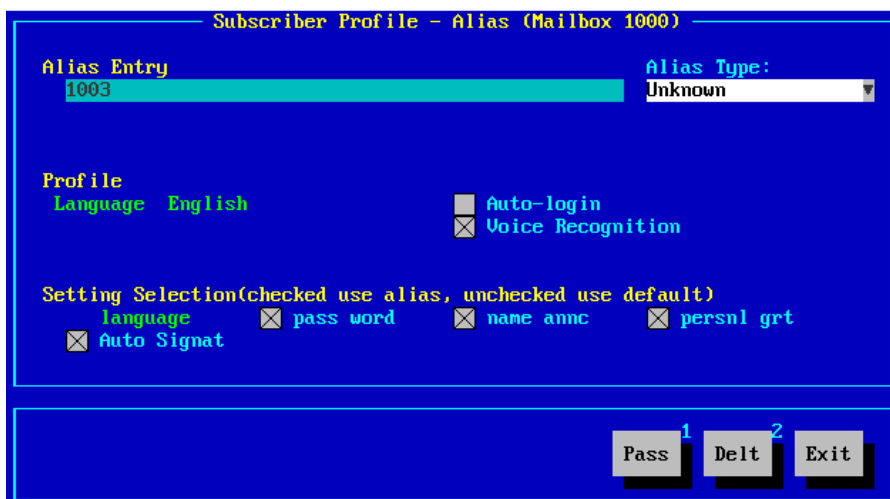 Subscriber Profile - Alias (Mailbox 1000)
Alias Entry Alias Type:
1003 Unknown
Profile
Language English Auto-login
Voice Recognition
Setting Selection(checked use alias, unchecked use default)
language pass word name annc persnl grt
Auto Signat
1 2
Pass Delt Exit